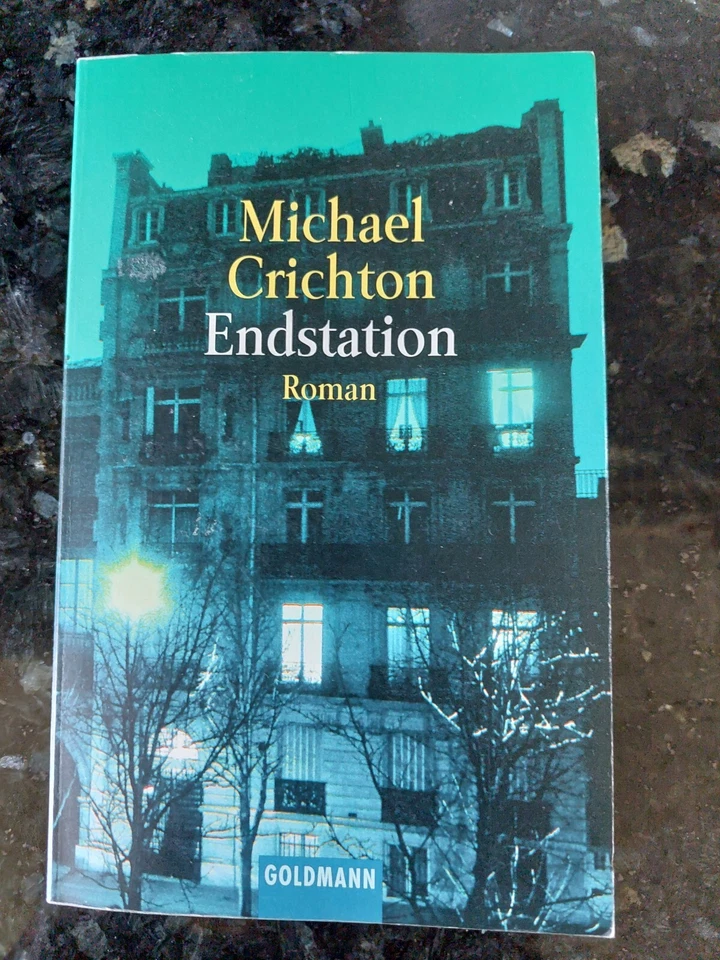 Michael
Crichton
Endstation
Roman
GOLDMANN